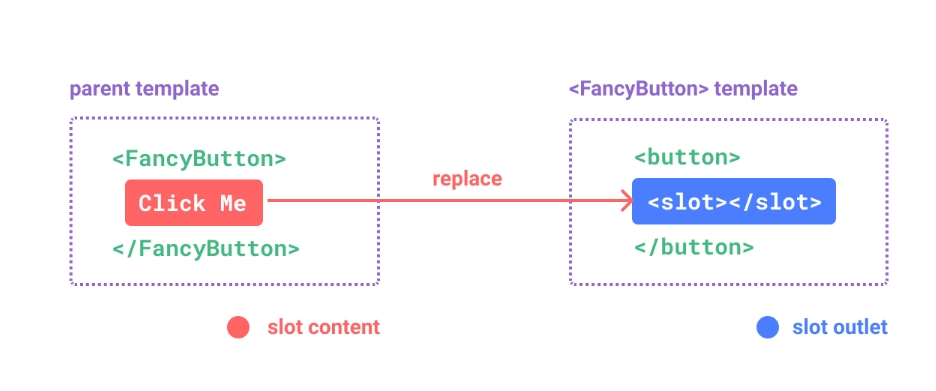 parent template
<FancyButton>
Click Me
</FancyButton>
slot content
replace
<FancyButton> template
<button>
<slot></slot>
</button>
slot outlet